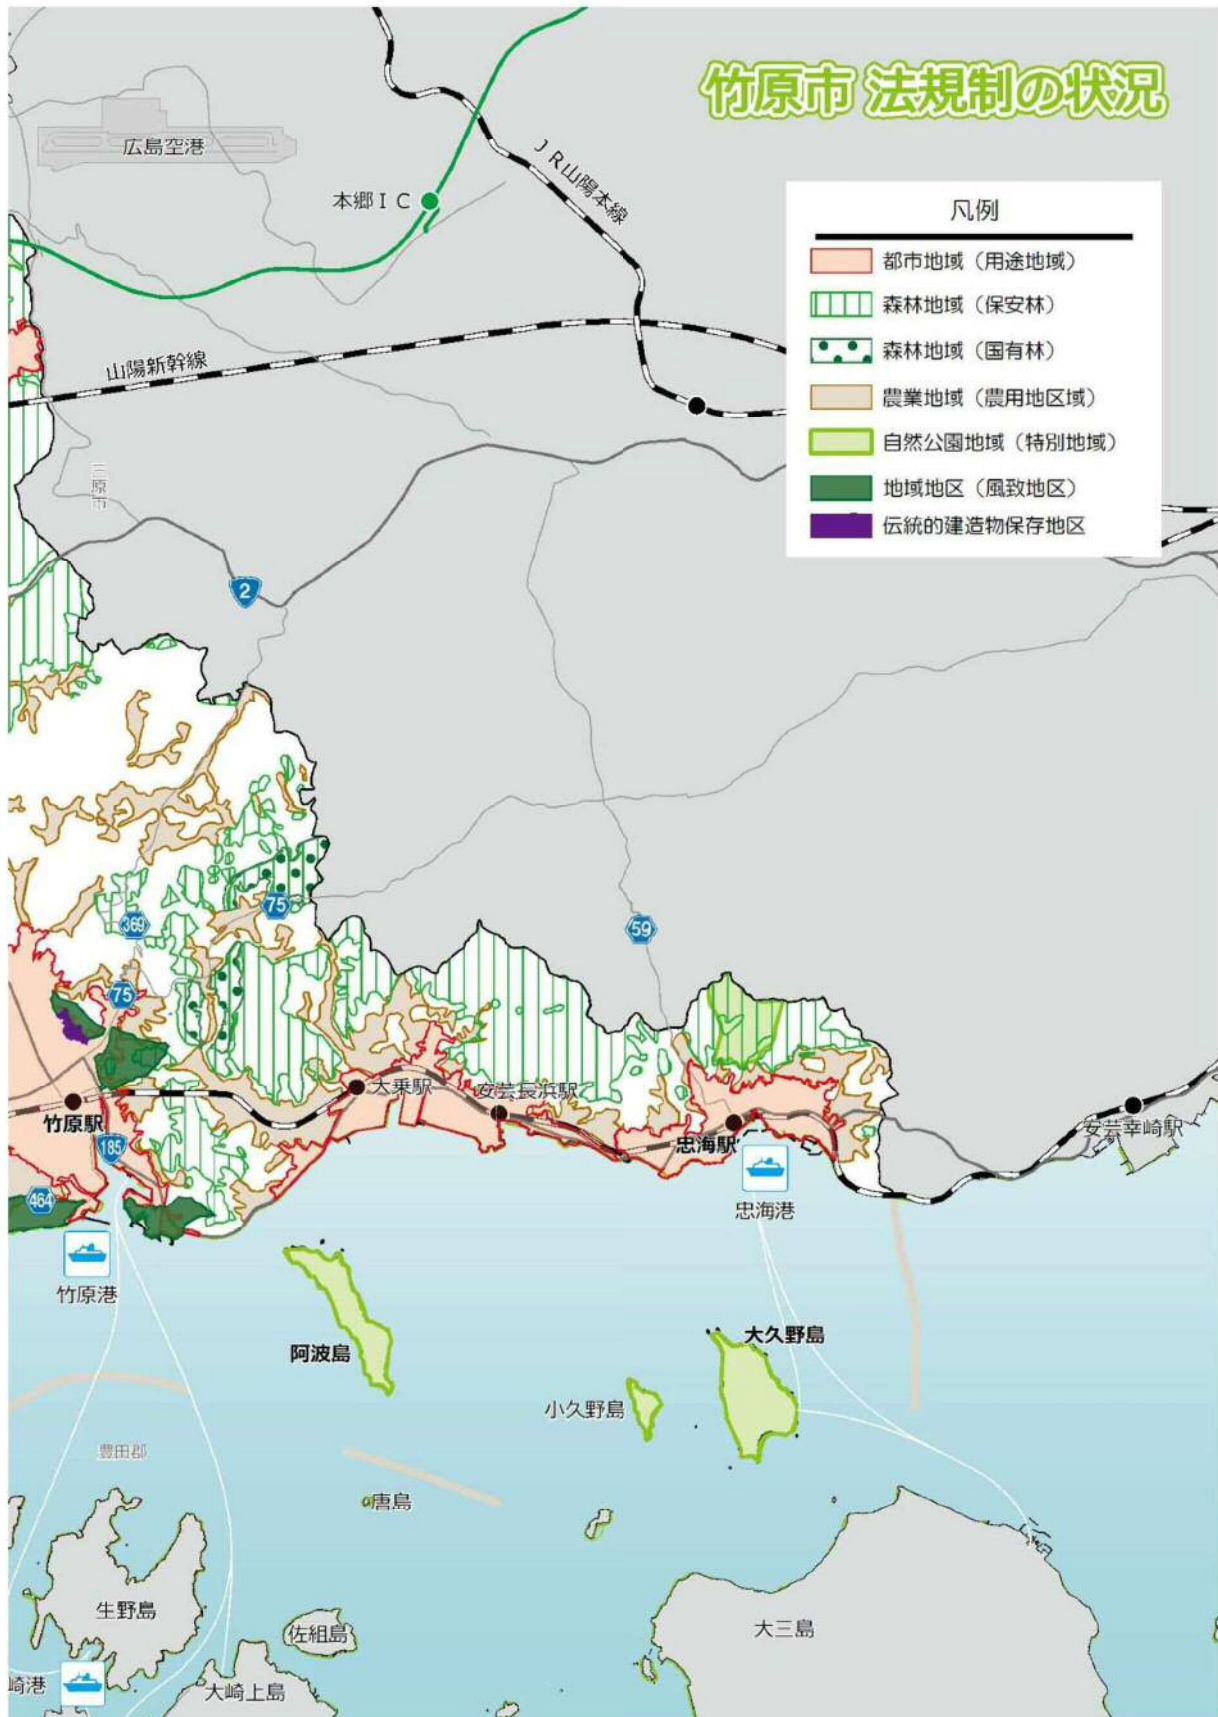 竹原市 法規制の状況
広島空港
本郷ＩＣ
ＪＲ山陽本線
凡例
都市地域（用途地域）
森林地域（保安林）
森林地域（国有林）
農業地域（農用地区域）
自然公園地域（特別地域）
地域地区（風致地区）
伝統的建造物保存地区
山陽新幹線
三原市
2
75
369
59
75
大乗駅
安芸長浜駅
竹原駅
忠海駅
安芸幸崎駅
185
464
忠海港
竹原港
阿波島
大久野島
小久野島
豊田郡
唐島
生野島
佐組島
大三島
崎港
大崎上島